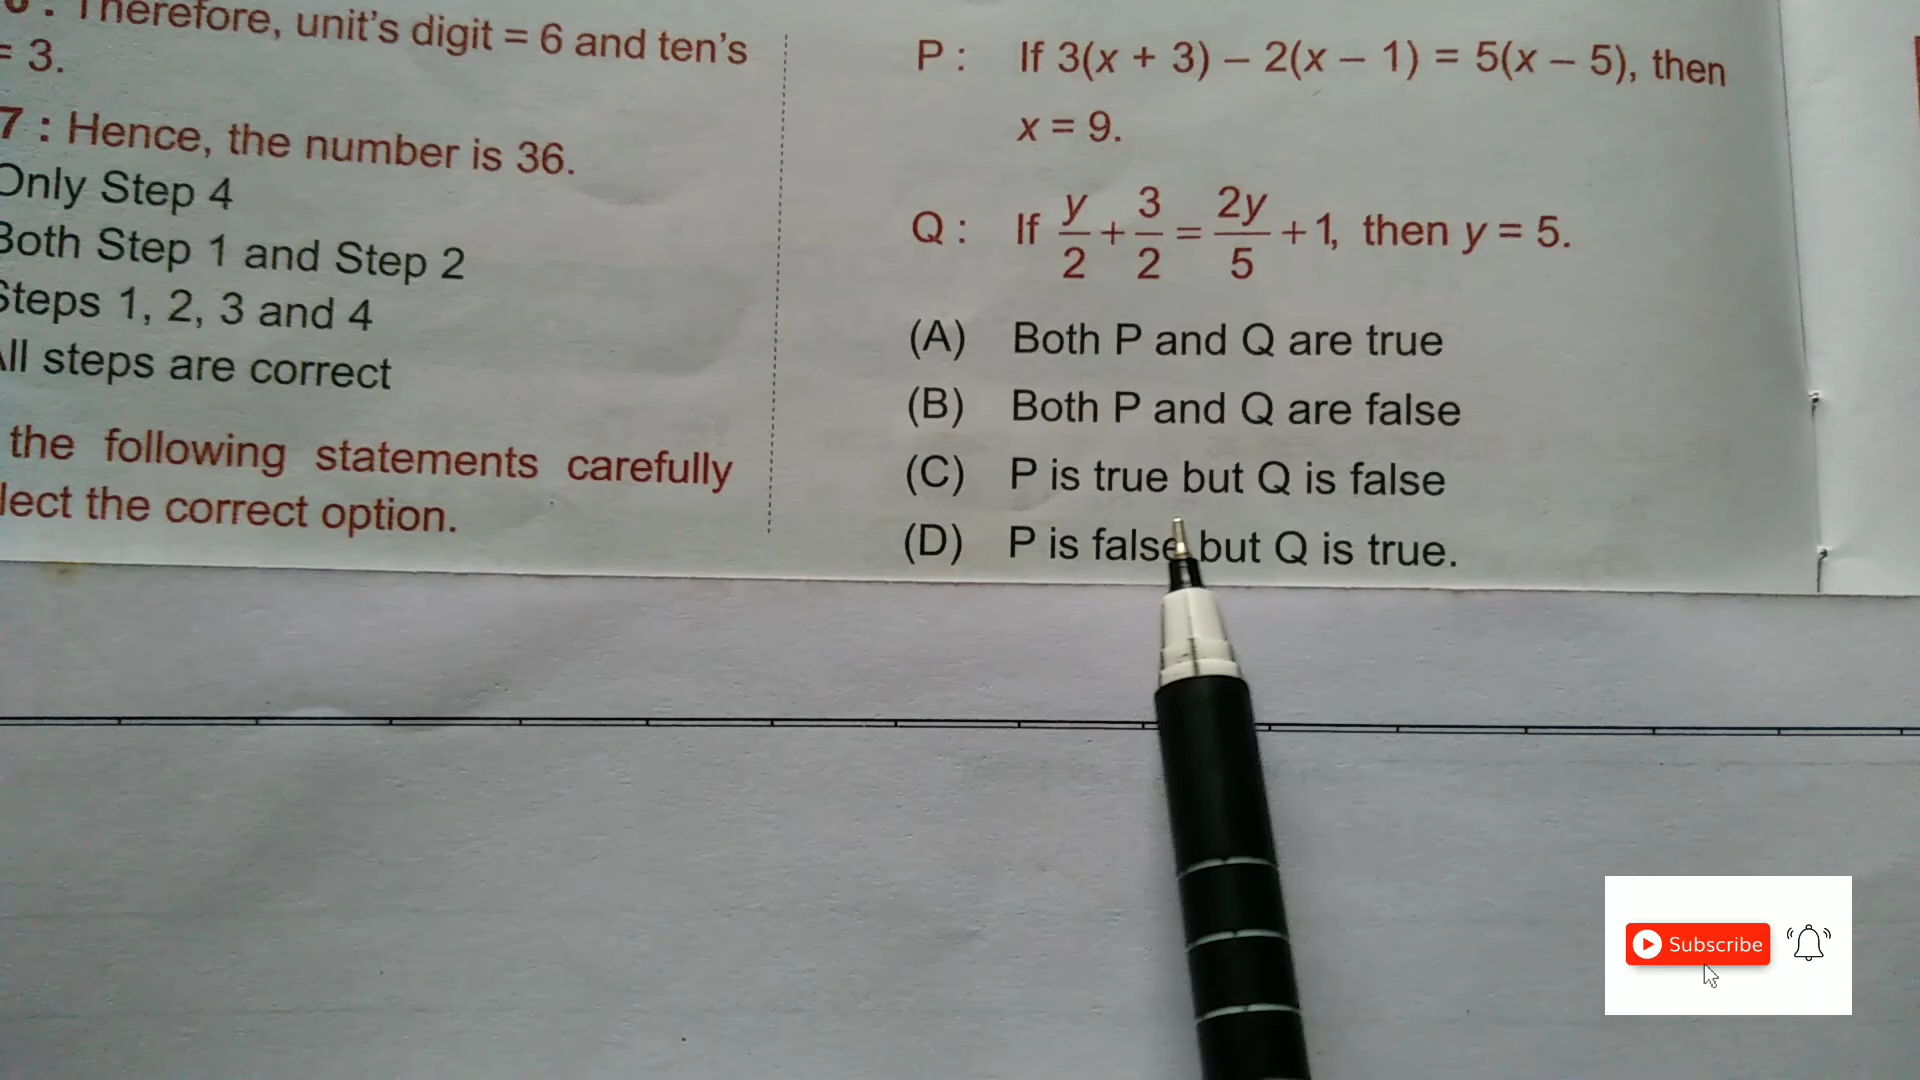 : Therefore, unit's digit = 6 and ten's
= 3.
7 : Hence, the number is 36.
Only Step 4
Both Step 1 and Step 2
Steps 1, 2, 3 and 4
All steps are correct
the following statements carefully
lect the correct option.
P : If 3(x + 3) – 2(x – 1) = 5(x – 5), then
x = 9.
Q : If y/2 + 3/2 = 2y/5 + 1, then y = 5.
(A) Both P and Q are true
(B) Both P and Q are false
(C) P is true but Q is false
(D) P is false but Q is true.
Subscribe